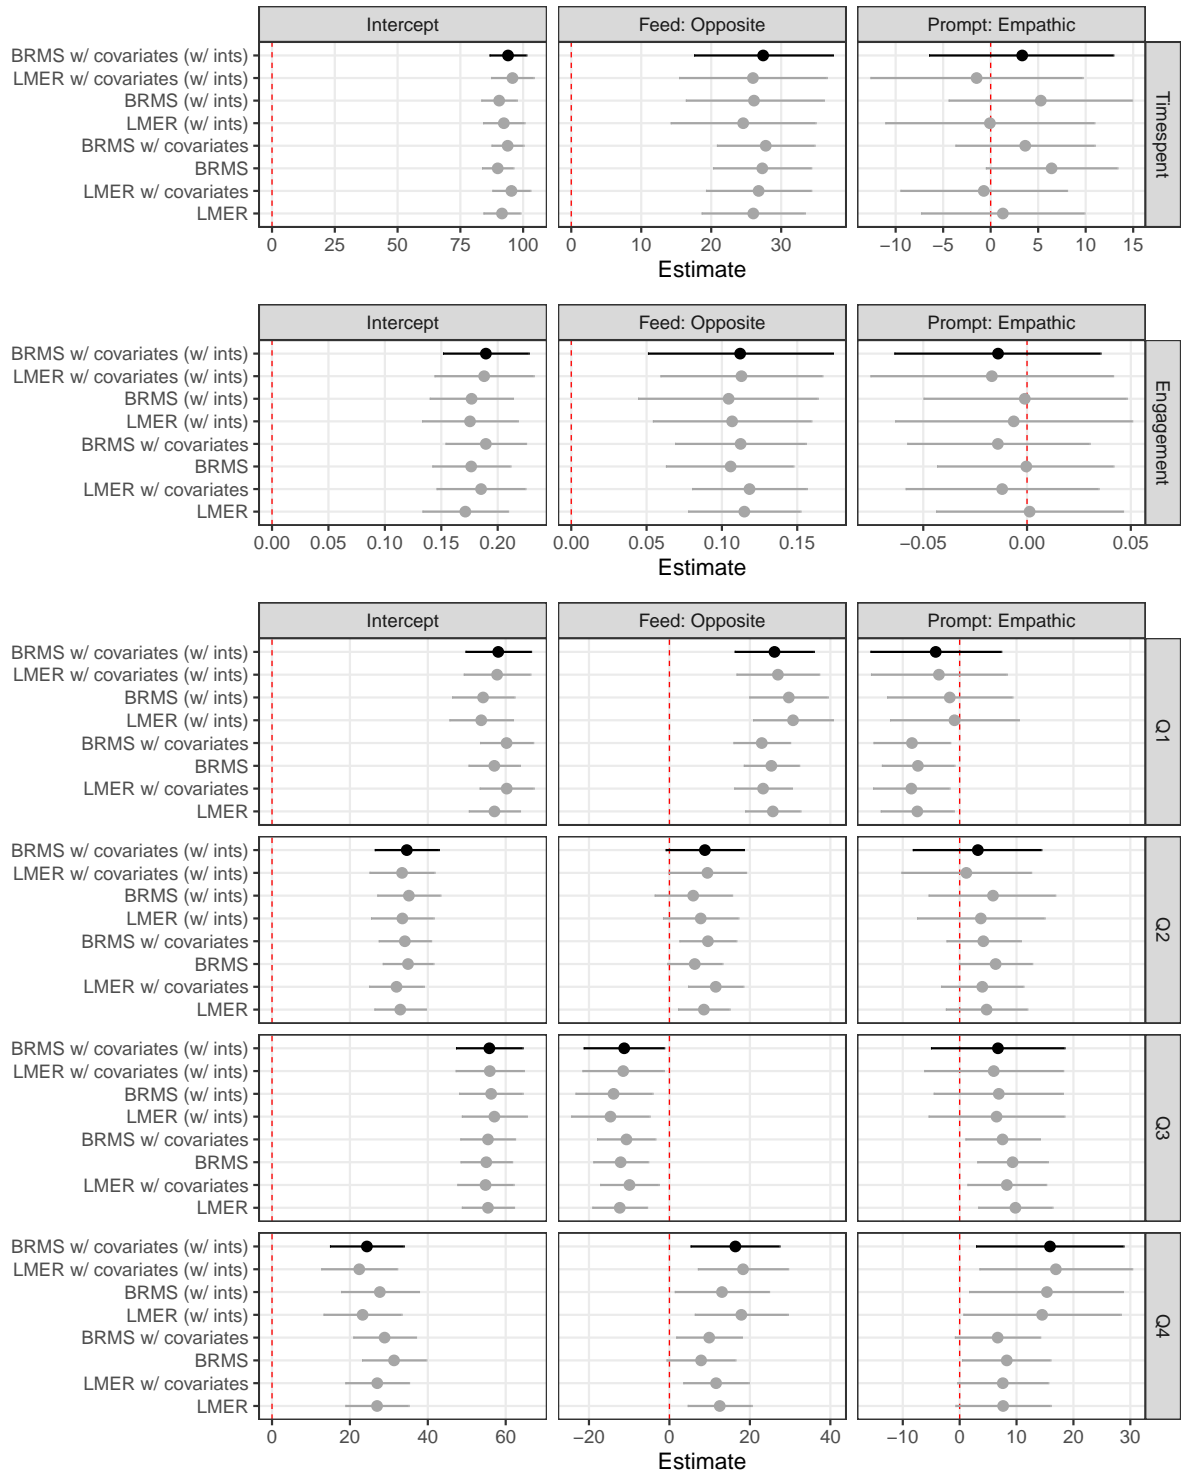 Intercept Feed: Opposite Prompt: Empathic
BRMS w/ covariates (w/ ints)
LMER w/ covariates (w/ ints)
BRMS (w/ ints)
LMER (w/ ints)
BRMS w/ covariates
BRMS
LMER w/ covariates
LMER
Timespent
0 25 50 75 100 0 10 20 30 −10 −5 0 5 10 15
Estimate
Intercept Feed: Opposite Prompt: Empathic
BRMS w/ covariates (w/ ints)
LMER w/ covariates (w/ ints)
BRMS (w/ ints)
LMER (w/ ints)
BRMS w/ covariates
BRMS
LMER w/ covariates
LMER
Engagement
0.00 0.05 0.10 0.15 0.20 0.00 0.05 0.10 0.15 −0.05 0.00 0.05
Estimate
Intercept Feed: Opposite Prompt: Empathic
BRMS w/ covariates (w/ ints)
LMER w/ covariates (w/ ints)
BRMS (w/ ints)
LMER (w/ ints)
BRMS w/ covariates
BRMS
LMER w/ covariates
LMER
Q1
BRMS w/ covariates (w/ ints)
LMER w/ covariates (w/ ints)
BRMS (w/ ints)
LMER (w/ ints)
BRMS w/ covariates
BRMS
LMER w/ covariates
LMER
Q2
BRMS w/ covariates (w/ ints)
LMER w/ covariates (w/ ints)
BRMS (w/ ints)
LMER (w/ ints)
BRMS w/ covariates
BRMS
LMER w/ covariates
LMER
Q3
BRMS w/ covariates (w/ ints)
LMER w/ covariates (w/ ints)
BRMS (w/ ints)
LMER (w/ ints)
BRMS w/ covariates
BRMS
LMER w/ covariates
LMER
Q4
0 20 40 60 −20 0 20 40 −10 0 10 20 30
Estimate